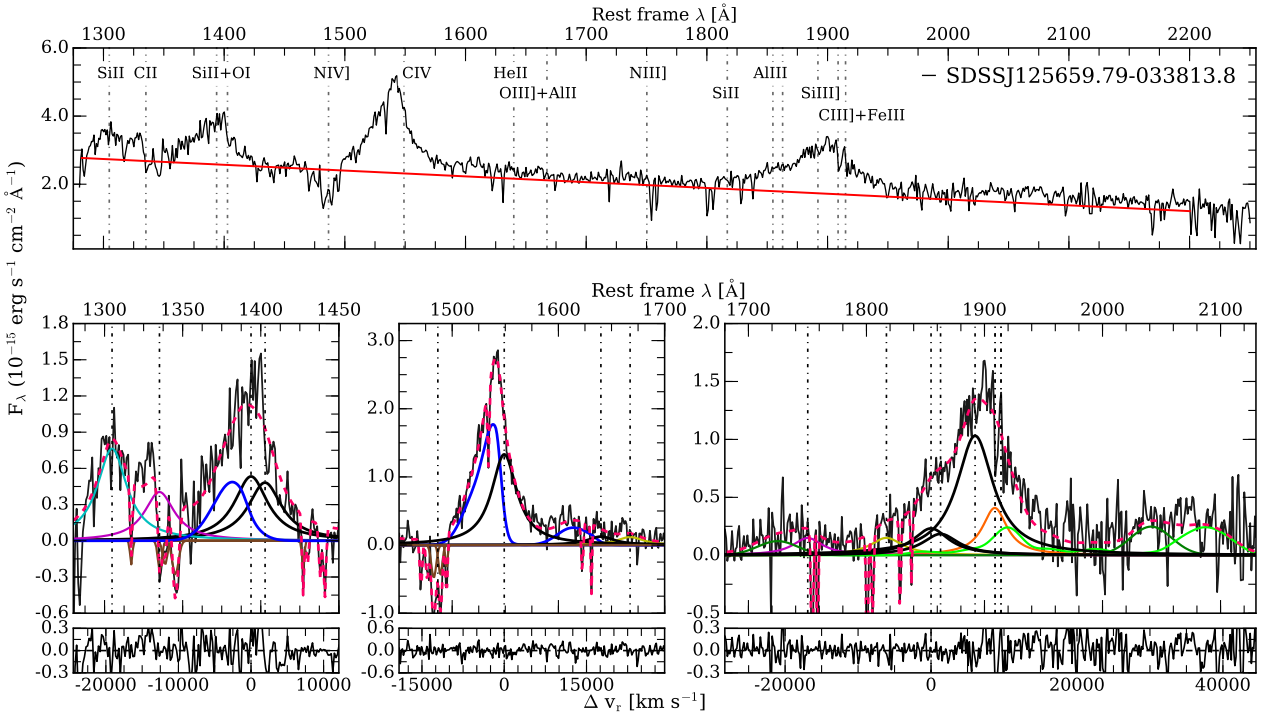 Rest frame λ [Å]
1300 1400 1500 1600 1700 1800 1900 2000 2100 2200
6.0
4.0
2.0
SiII CII SiII+OI NIV] CIV HeII NIII] AlIII
OIII]+AlII SiII SiIII]
CIII]+FeIII
— SDSSJ125659.79-033813.8
F_λ (10⁻¹⁵ erg s⁻¹ cm⁻² Å⁻¹)
Rest frame λ [Å]
1300 1350 1400 1450
1.8
1.5
1.2
0.9
0.6
0.3
0.0
-0.3
-0.6
0.3
0.0
-0.3
-20000 -10000 0 10000
1500 1600 1700
3.0
2.0
1.0
0.0
-1.0
0.6
0.0
-0.6
-15000 0 15000
1700 1800 1900 2000 2100
2.0
1.5
1.0
0.5
0.0
-0.5
0.3
0.0
-0.3
-20000 0 20000 40000
Δ v_r [km s⁻¹]